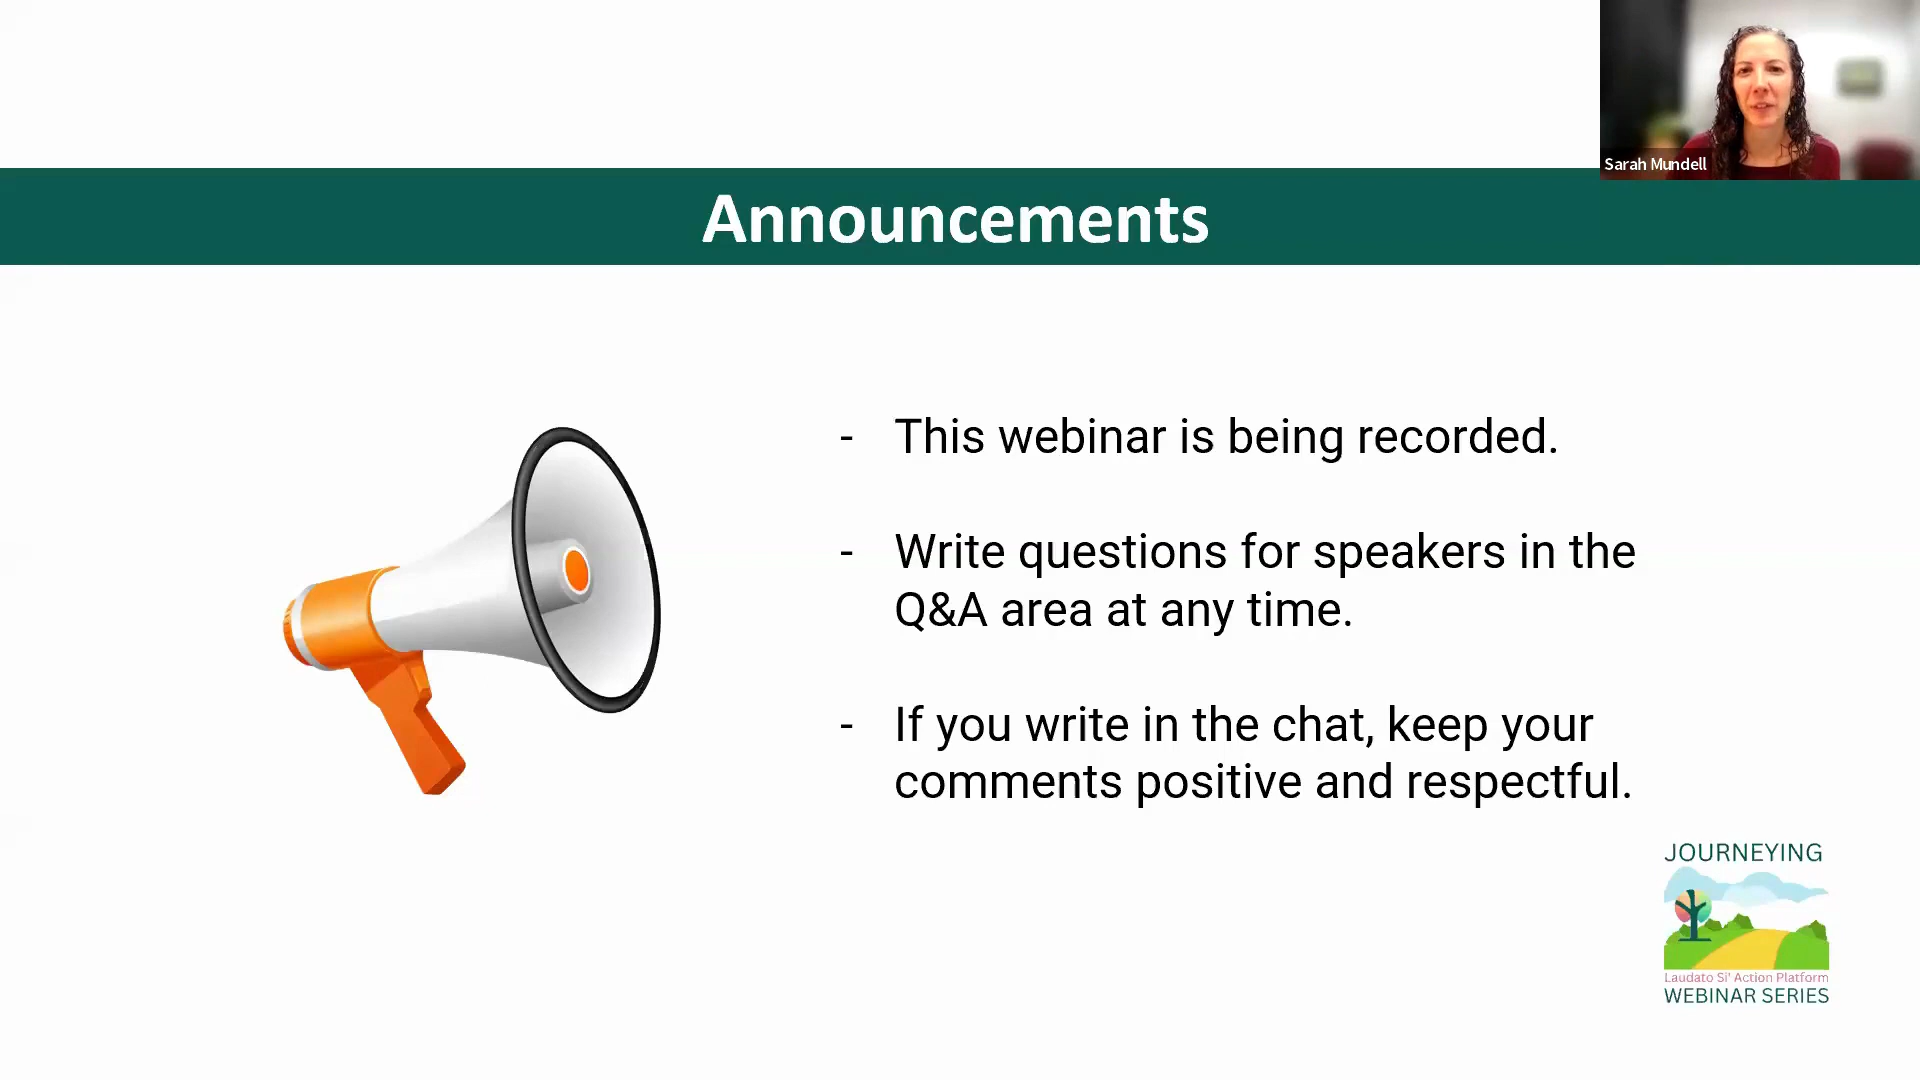 Sarah Mundell
Announcements
- This webinar is being recorded.
- Write questions for speakers in the
Q&A area at any time.
- If you write in the chat, keep your
comments positive and respectful.
JOURNEYING
Laudato Si' Action Platform
WEBINAR SERIES